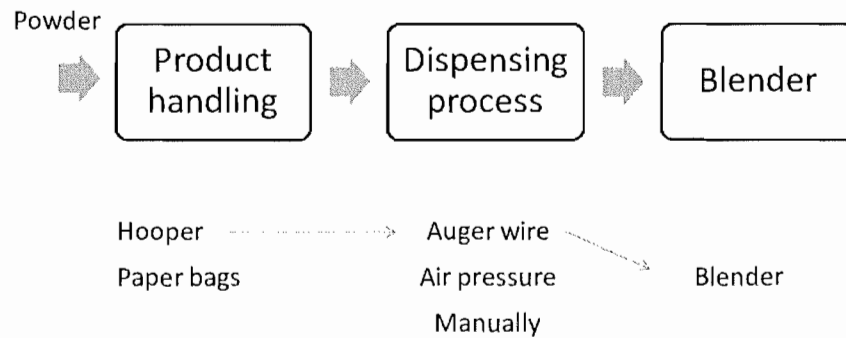 Powder
Product
handling
Dispensing
process
Blender
Hooper
Auger wire
Paper bags
Air pressure
Blender
Manually